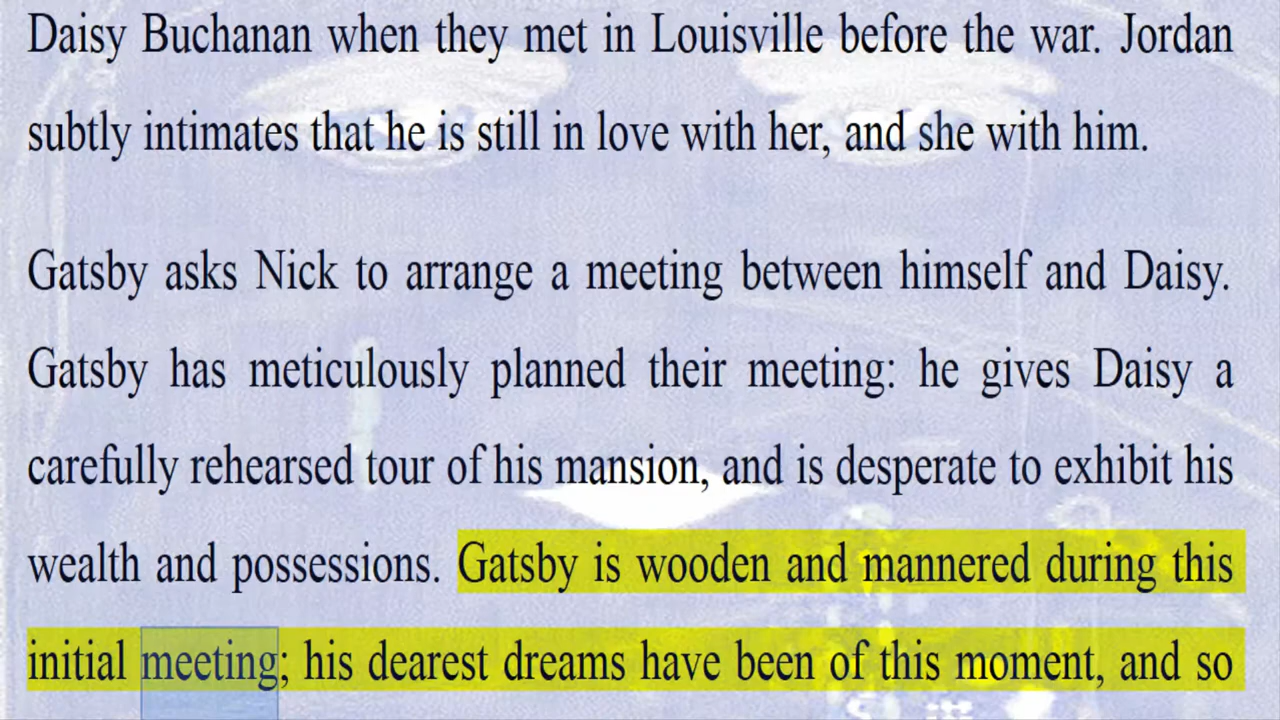 Daisy Buchanan when they met in Louisville before the war. Jordan
subtly intimates that he is still in love with her, and she with him.
Gatsby asks Nick to arrange a meeting between himself and Daisy.
Gatsby has meticulously planned their meeting: he gives Daisy a
carefully rehearsed tour of his mansion, and is desperate to exhibit his
wealth and possessions. Gatsby is wooden and mannered during this
initial meeting; his dearest dreams have been of this moment, and so